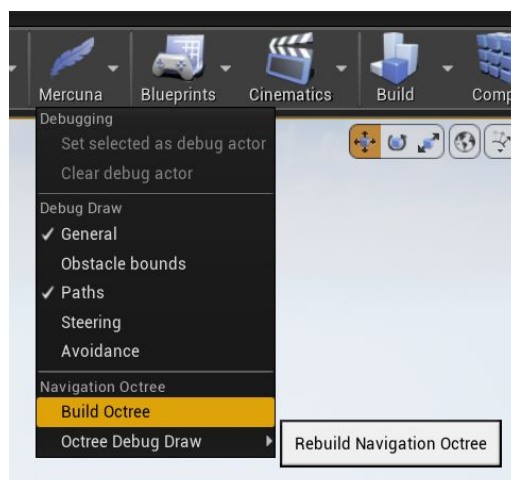 Mercuna
Blueprints
Cinematics
Build
Comp
Debugging
Set selected as debug actor
Clear debug actor
Debug Draw
General
Obstacle bounds
Paths
Steering
Avoidance
Navigation Octree
Build Octree
Octree Debug Draw
Rebuild Navigation Octree